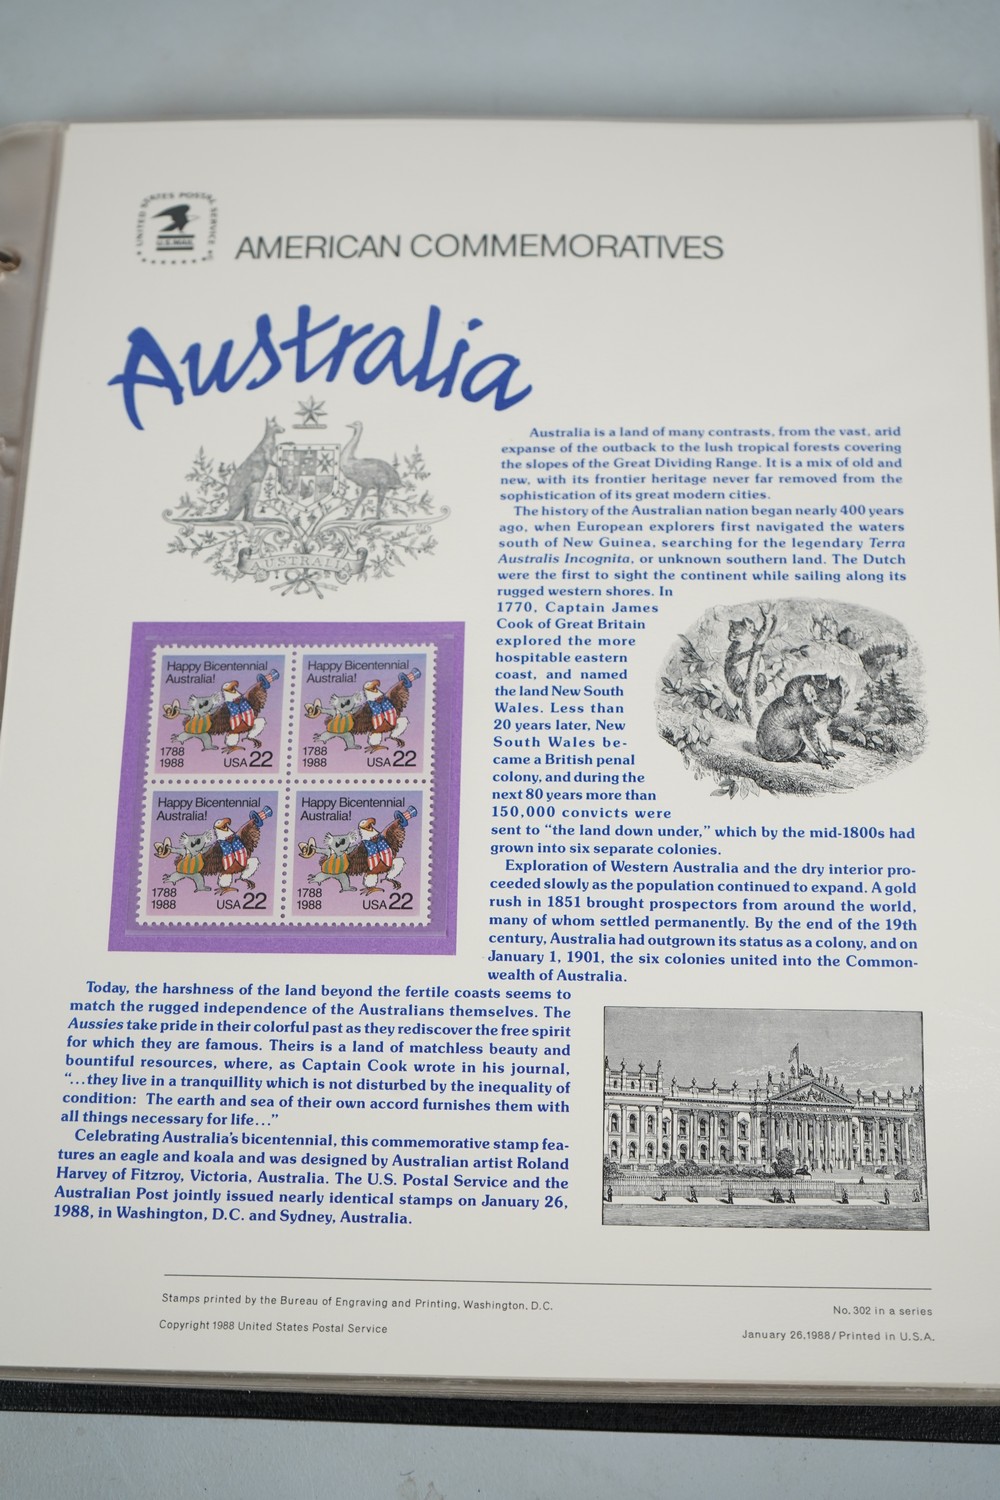 UNITED STATES POSTAL SERVICE
U.S. MAIL
AMERICAN COMMEMORATIVES
Australia
AUSTRALIA
Australia is a land of many contrasts, from the vast, arid
expanse of the outback to the lush tropical forests covering
the slopes of the Great Dividing Range. It is a mix of old and
new, with its frontier heritage never far removed from the
sophistication of its great modern cities.
The history of the Australian nation began nearly 400 years
ago, when European explorers first navigated the waters
south of New Guinea, searching for the legendary Terra
Australis Incognita, or unknown southern land. The Dutch
were the first to sight the continent while sailing along its
rugged western shores. In
1770, Captain James
Cook of Great Britain
explored the more
hospitable eastern
coast, and named
the land New South
Wales. Less than
20 years later, New
South Wales be-
came a British penal
colony, and during the
next 80 years more than
150,000 convicts were
sent to “the land down under,” which by the mid-1800s had
grown into six separate colonies.
Exploration of Western Australia and the dry interior pro-
ceeded slowly as the population continued to expand. A gold
rush in 1851 brought prospectors from around the world,
many of whom settled permanently. By the end of the 19th
century, Australia had outgrown its status as a colony, and on
January 1, 1901, the six colonies united into the Common-
wealth of Australia.
Happy Bicentennial
Australia!
1788
1988
USA 22
Happy Bicentennial
Australia!
1788
1988
USA 22
Happy Bicentennial
Australia!
1788
1988
USA 22
Happy Bicentennial
Australia!
1788
1988
USA 22
Today, the harshness of the land beyond the fertile coasts seems to
match the rugged independence of the Australians themselves. The
Aussies take pride in their colorful past as they rediscover the free spirit
for which they are famous. Theirs is a land of matchless beauty and
bountiful resources, where, as Captain Cook wrote in his journal,
“...they live in a tranquillity which is not disturbed by the inequality of
condition: The earth and sea of their own accord furnishes them with
all things necessary for life...”
Celebrating Australia's bicentennial, this commemorative stamp fea-
tures an eagle and koala and was designed by Australian artist Roland
Harvey of Fitzroy, Victoria, Australia. The U.S. Postal Service and the
Australian Post jointly issued nearly identical stamps on January 26,
1988, in Washington, D.C. and Sydney, Australia.
MELBOURNE PUBLIC LIBRARY
Stamps printed by the Bureau of Engraving and Printing, Washington, D.C.
Copyright 1988 United States Postal Service
No. 302 in a series
January 26, 1988/Printed in U.S.A.